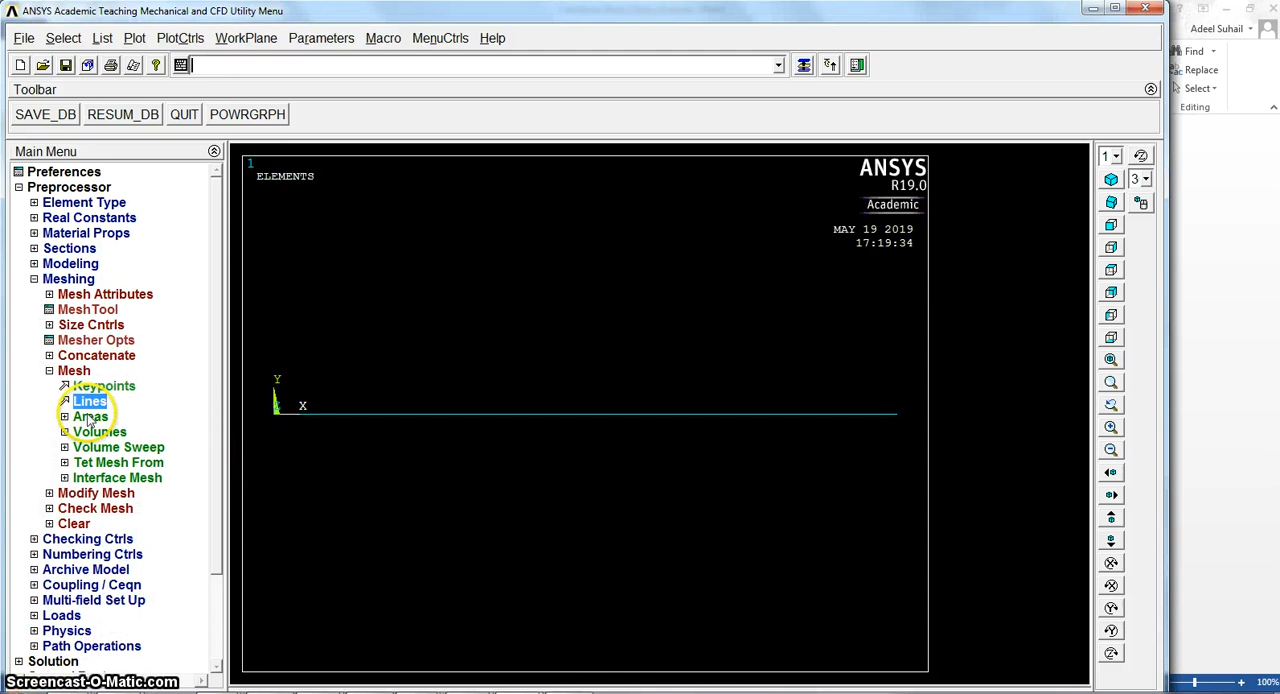 ANSYS Academic Teaching Mechanical and CFD Utility Menu
File Select List Plot PlotCtrls WorkPlane Parameters Macro MenuCtrls Help
Toolbar
SAVE_DB RESUM_DB QUIT POWRGRPH
Main Menu
Preferences
Preprocessor
Element Type
Real Constants
Material Props
Sections
Modeling
Meshing
Mesh Attributes
MeshTool
Size Cntrls
Mesher Opts
Concatenate
Mesh
Keypoints
Lines
Areas
Volumes
Volume Sweep
Tet Mesh From
Interface Mesh
Modify Mesh
Check Mesh
Clear
Checking Ctrls
Numbering Ctrls
Archive Model
Coupling / Ceqn
Multi-field Set Up
Loads
Physics
Path Operations
Solution
Screencast-O-Matic.com
1
ELEMENTS
ANSYS
R19.0
Academic
MAY 19 2019
17:19:34
Y
X
1
3
Adeel Suhail
Find
Replace
Select
Editing
100%